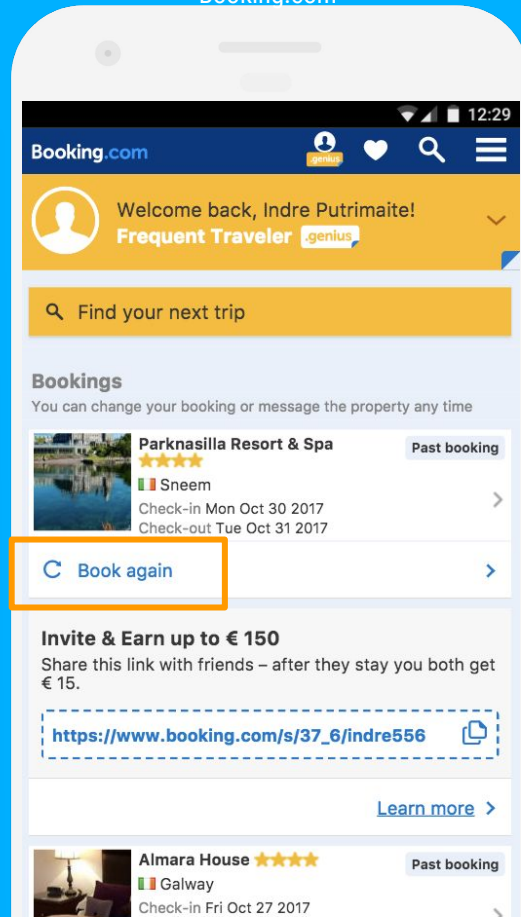 Booking.com
12:29
Booking.com
.genius
Welcome back, Indre Putrimaite!
Frequent Traveler .genius
Find your next trip
Bookings
You can change your booking or message the property any time
Parknasilla Resort & Spa
Past booking
Sneem
Check-in Mon Oct 30 2017
Check-out Tue Oct 31 2017
Book again
Invite & Earn up to € 150
Share this link with friends – after they stay you both get
€ 15.
https://www.booking.com/s/37_6/indre556
Learn more
Almara House
Past booking
Galway
Check-in Fri Oct 27 2017